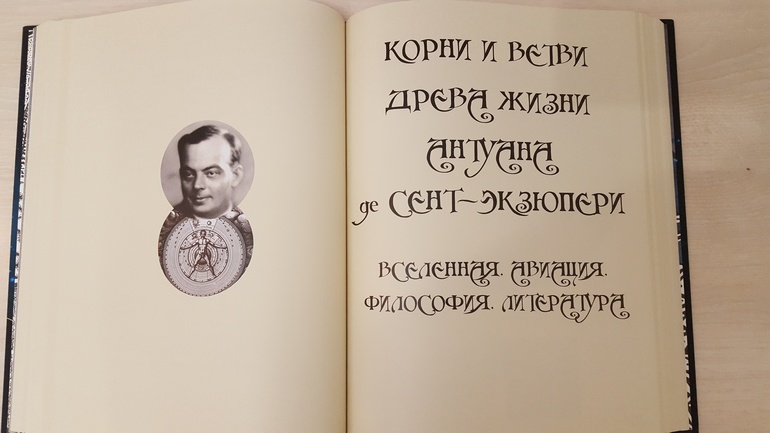 КОРНИ И ВЕТВИ
ДРЕВА ЖИЗНИ
АНТУАНА
де СЕНТ-ЭКЗЮПЕРИ
ВСЕЛЕННАЯ. АВИАЦИЯ.
ФИЛОСОФИЯ. ЛИТЕРАТУРА